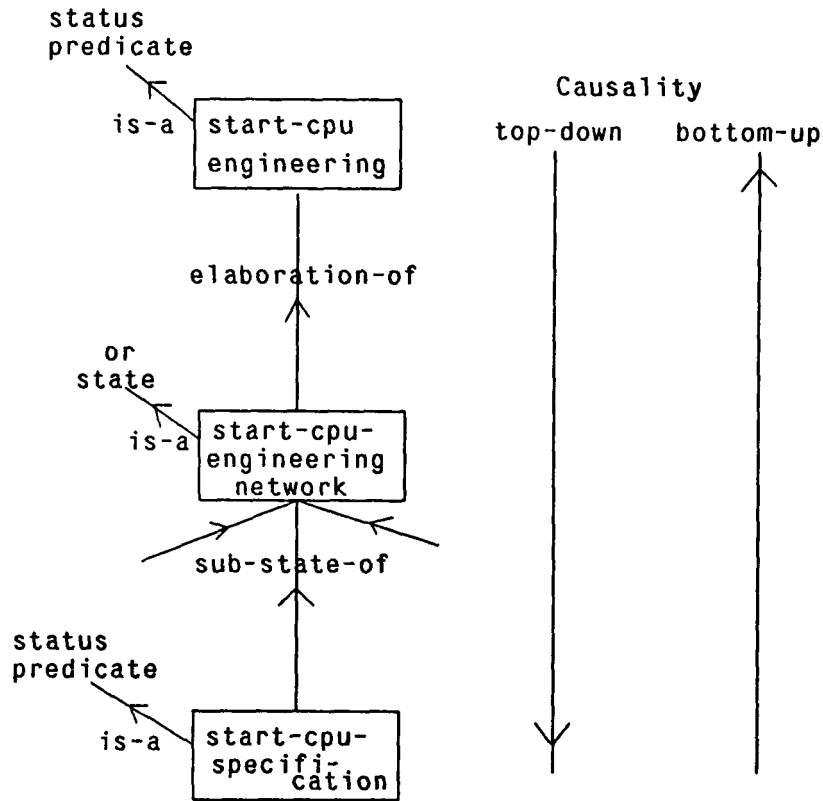 status
predicate
is-a
start-cpu
engineering
Causality
top-down
bottom-up
elaboration-of
or
state
is-a
start-cpu-
engineering
network
sub-state-of
status
predicate
is-a
start-cpu-
specifi-
cation